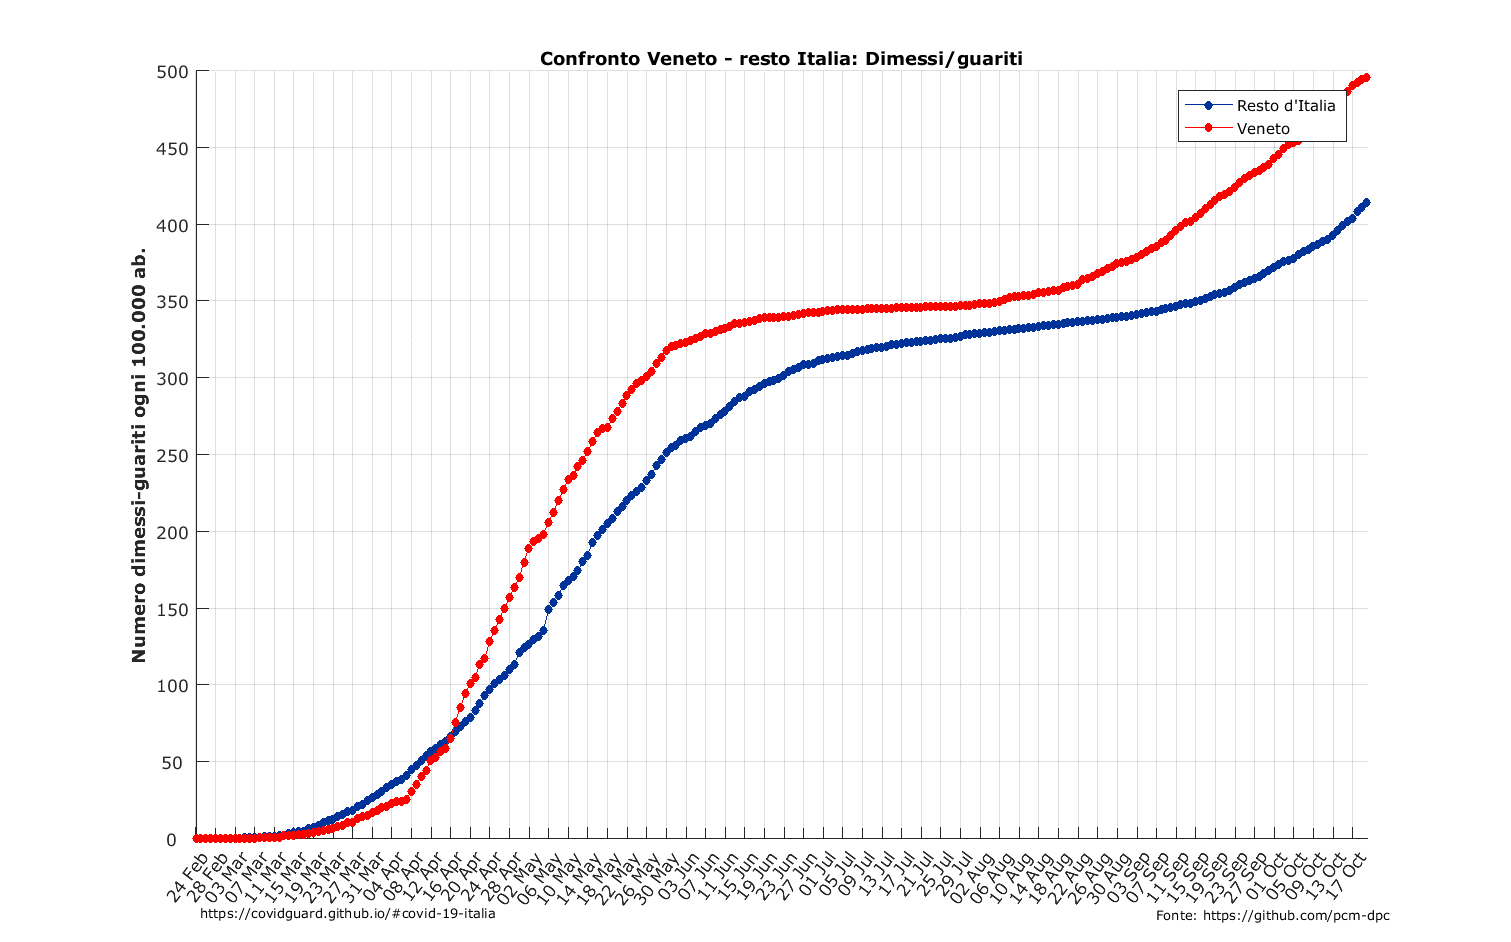 Confronto Veneto - resto Italia: Dimessi/guariti
Numero dimessi-guariti ogni 100.000 ab.
500
450
400
350
300
250
200
150
100
50
0
Resto d'Italia
Veneto
24 Feb
28 Feb
03 Mar
07 Mar
11 Mar
15 Mar
19 Mar
23 Mar
27 Mar
31 Mar
04 Apr
08 Apr
12 Apr
16 Apr
20 Apr
24 Apr
28 Apr
02 May
06 May
10 May
14 May
18 May
22 May
26 May
30 May
03 Jun
07 Jun
11 Jun
15 Jun
19 Jun
23 Jun
27 Jun
01 Jul
05 Jul
09 Jul
13 Jul
17 Jul
21 Jul
25 Jul
29 Jul
02 Aug
06 Aug
10 Aug
14 Aug
18 Aug
22 Aug
26 Aug
30 Aug
03 Sep
07 Sep
11 Sep
15 Sep
19 Sep
23 Sep
27 Sep
01 Oct
05 Oct
09 Oct
13 Oct
17 Oct
https://covidguard.github.io/#covid-19-italia
Fonte: https://github.com/pcm-dpc